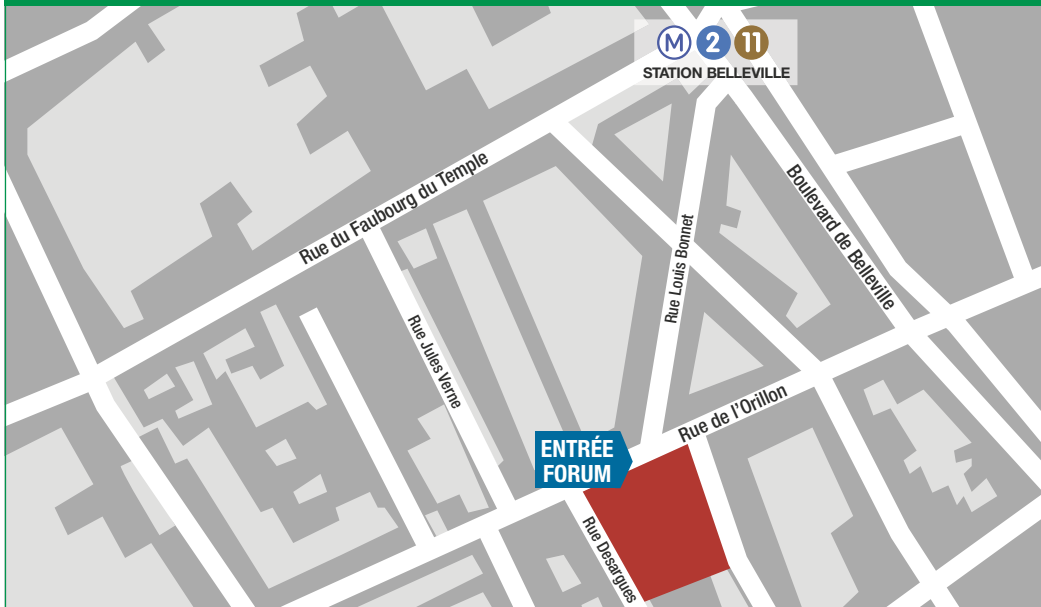 M 2 11
STATION BELLEVILLE
Rue du Faubourg du Temple
Boulevard de Belleville
Rue Louis Bonnet
Rue Jules Verne
Rue de l'Orillon
ENTRÉE
FORUM
Rue Desargues